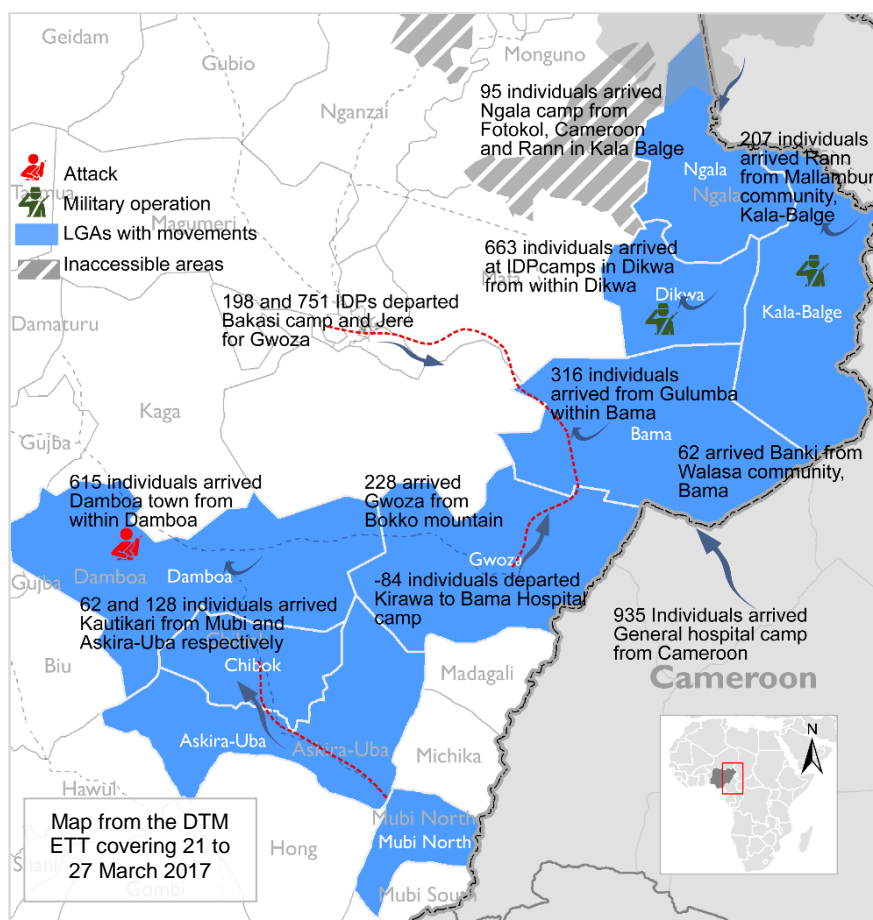 Geidam
Gubio
Monguno
Nganzai
95 individuals arrived
Ngala camp from
Fotokol, Cameroon
and Rann in Kala Balge
207 individuals
arrived Rann
from Mallambur
community,
Kala-Balge
Ngala
Ngala
Attack
Military operation
LGAs with movements
Inaccessible areas
Magumeri
663 individuals arrived
at IDPcamps in Dikwa
from within Dikwa
Mafa
Dikwa
Kala-Balge
198 and 751 IDPs departed
Bakasi camp and Jere
for Gwoza
Damaturu
Kaga
316 individuals
arrived from Gulumba
within Bama
Bama
Gujba
62 arrived Banki from
Walasa community,
Bama
615 individuals arrived
Damboa town from
within Damboa
228 arrived
Gwoza from
Bokko mountain
Gwoza
Damboa
Damboa
Gujba
-84 individuals departed
Kirawa to Bama Hospital
camp
62 and 128 individuals arrived
Kautikari from Mubi and
Askira-Uba respectively
935 Individuals arrived
General hospital camp
from Cameroon
Biu
Chibok
Madagali
Cameroon
Askira-Uba
Askira-Uba
Michika
N
Hawul
Mubi North
Mubi North
Hong
Map from the DTM
ETT covering 21 to
27 March 2017
Shani
Gombi
Mubi South